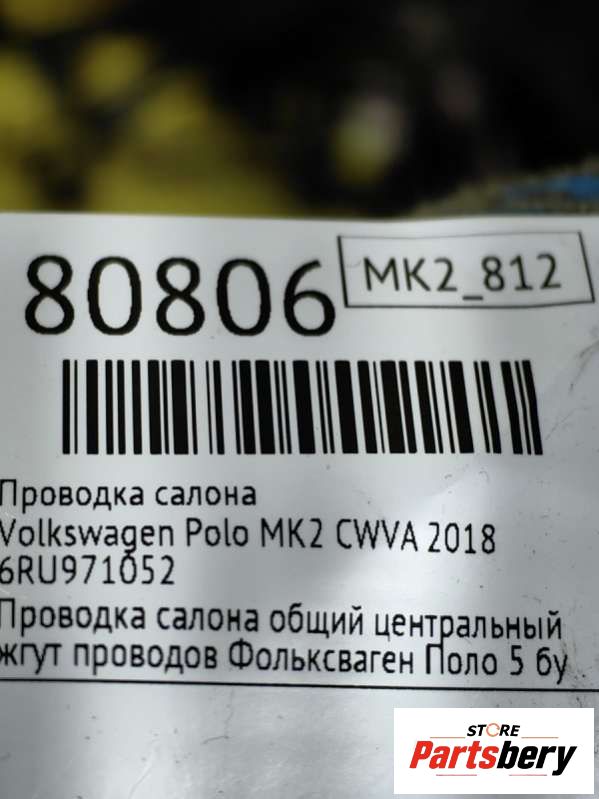 80806
MK2_812
Проводка салона
Volkswagen Polo MK2 CWVA 2018
6RU971052
Проводка салона общий центральный
жгут проводов Фольксваген Поло 5 бу
STORE
Partsbery